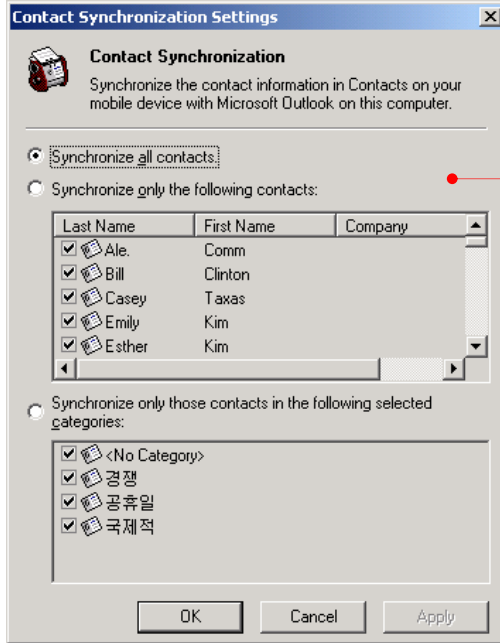 Contact Synchronization Settings
Contact Synchronization
Synchronize the contact information in Contacts on your
mobile device with Microsoft Outlook on this computer.
Synchronize all contacts.
Synchronize only the following contacts:
Last Name First Name Company
Ale. Comm
Bill Clinton
Casey Taxas
Emily Kim
Esther Kim
Synchronize only those contacts in the following selected
categories:
<No Category>
경쟁
공휴일
국제적
OK Cancel Apply